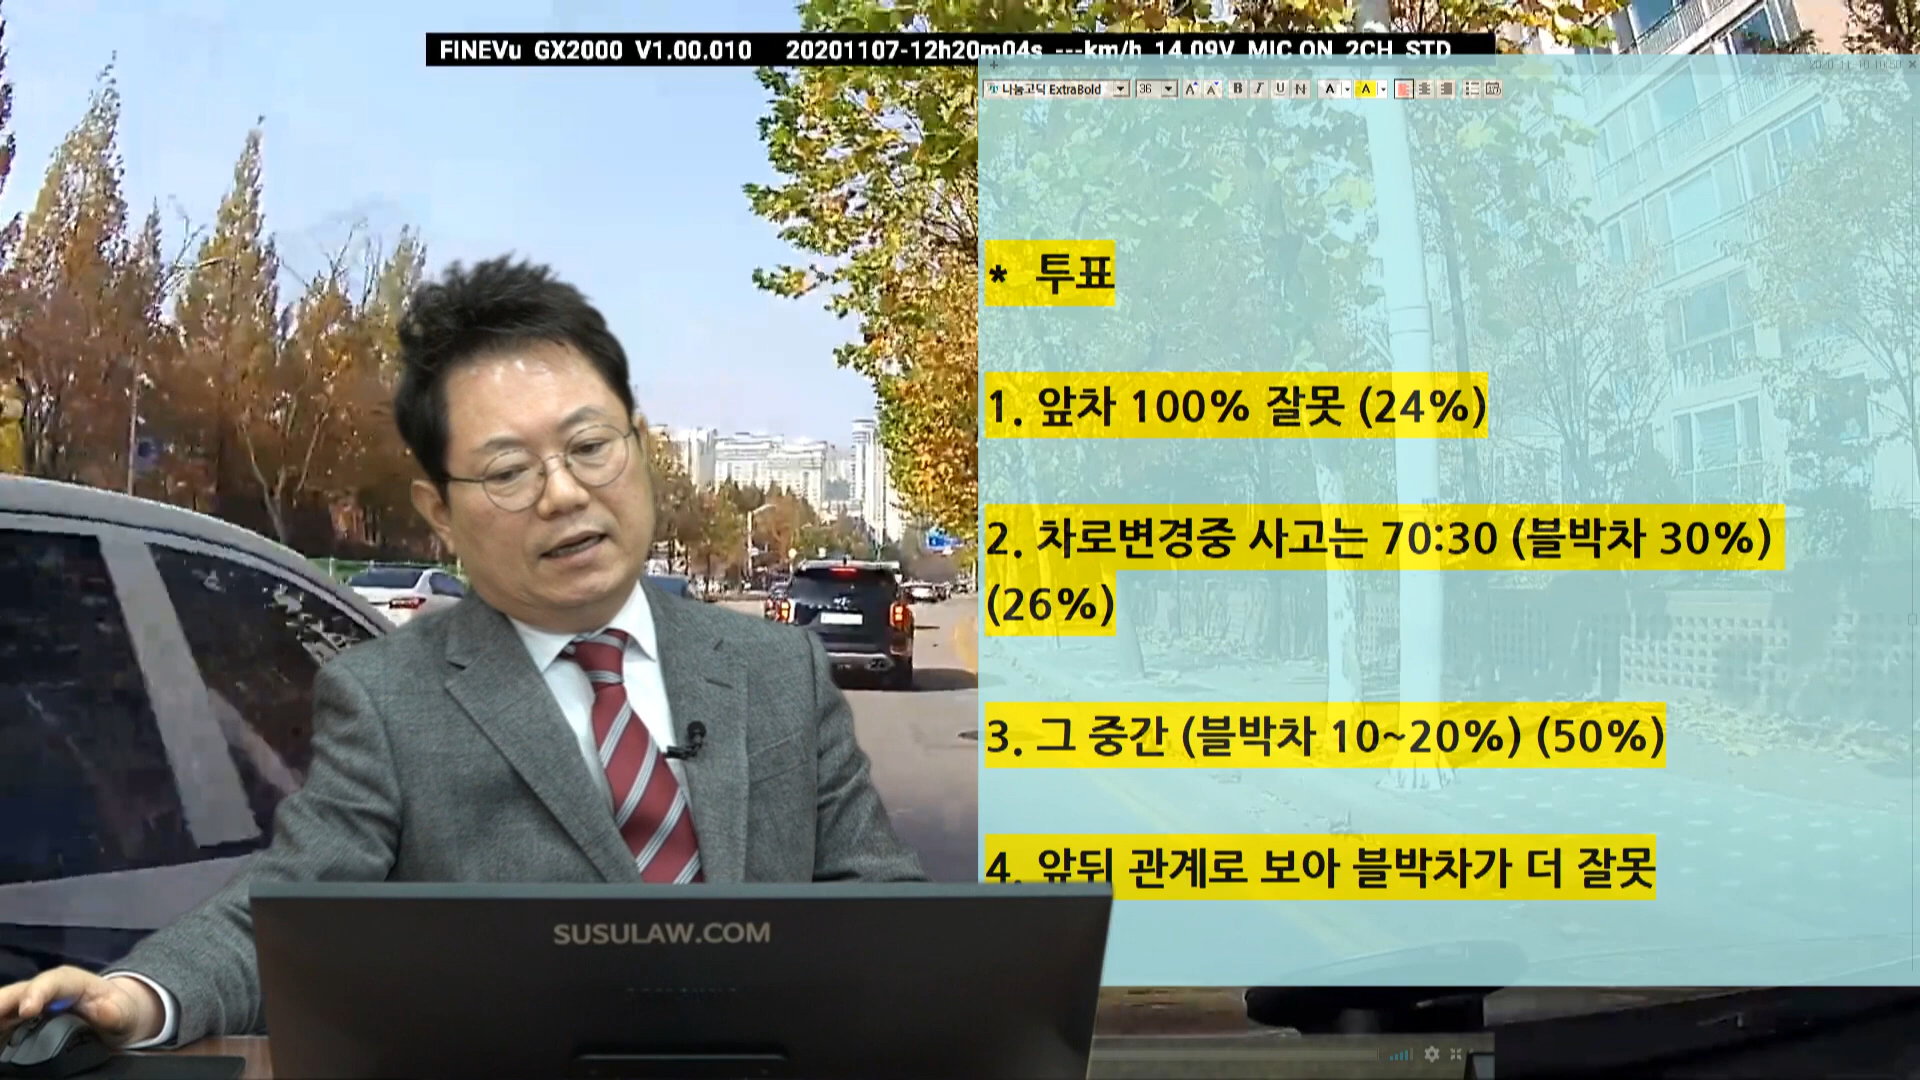 FINEVu GX2000 V1.00.010 20201107-12h20m04s ---km/h 14.09V MIC ON 2CH STD
나눔고딕 ExtraBold 36
* 투표
1. 앞차 100% 잘못 (24%)
2. 차로변경중 사고는 70:30 (블박차 30%)
(26%)
3. 그 중간 (블박차 10~20%) (50%)
4. 앞뒤 관계로 보아 블박차가 더 잘못
SUSULAW.COM